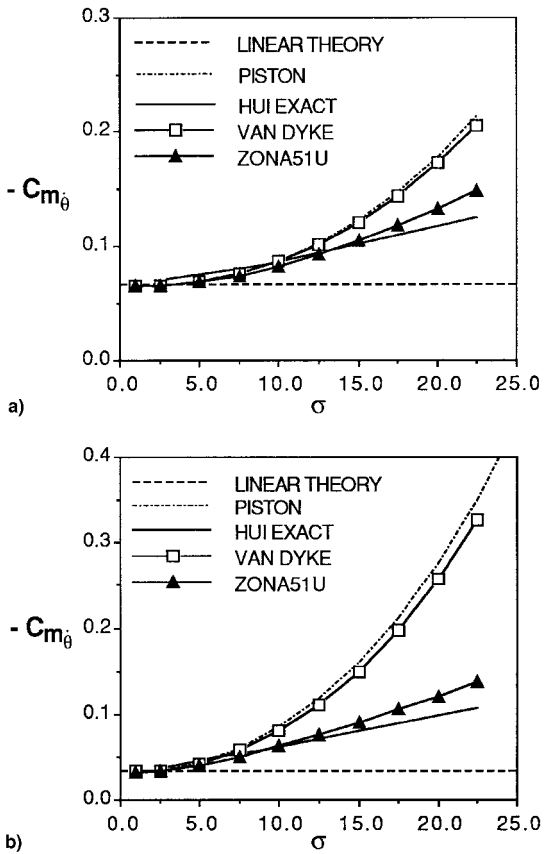 0.3
LINEAR THEORY
PISTON
HUI EXACT
VAN DYKE
ZONA51U
0.2
- Cmθ̇
0.1
0.0
0.0 5.0 10.0 15.0 20.0 25.0
a)
σ
0.4
LINEAR THEORY
PISTON
HUI EXACT
VAN DYKE
ZONA51U
0.3
- Cmθ̇
0.2
0.1
0.0
0.0 5.0 10.0 15.0 20.0 25.0
b)
σ